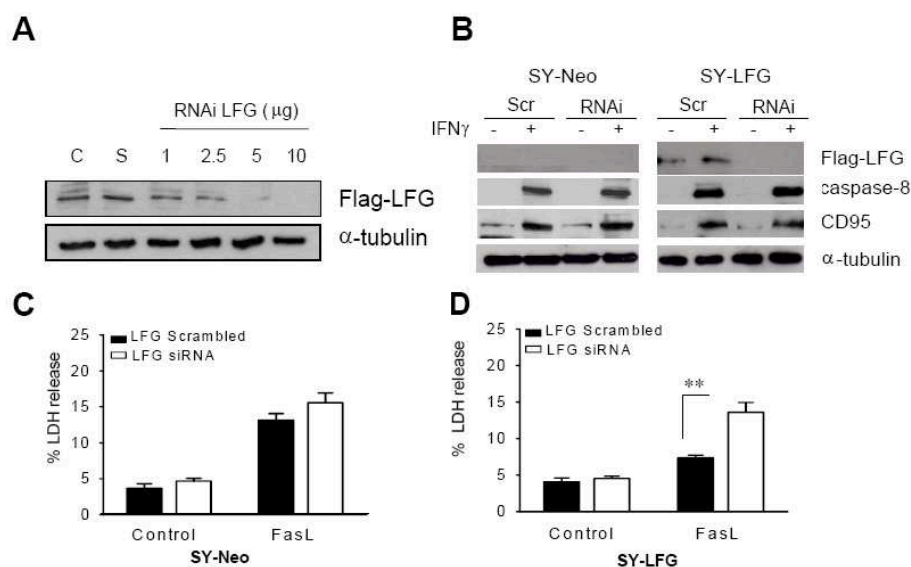 A
RNAi LFG ( μg)
C S 1 2.5 5 10
Flag-LFG
α-tubulin
B
SY-Neo SY-LFG
Scr RNAi Scr RNAi
IFNγ - + - + - + - +
Flag-LFG
caspase-8
CD95
α-tubulin
C
LFG Scrambled
LFG siRNA
% LDH release
25
20
15
10
5
0
Control FasL
SY-Neo
D
LFG Scrambled
LFG siRNA
% LDH release
25
20
15
10
5
0
**
Control FasL
SY-LFG